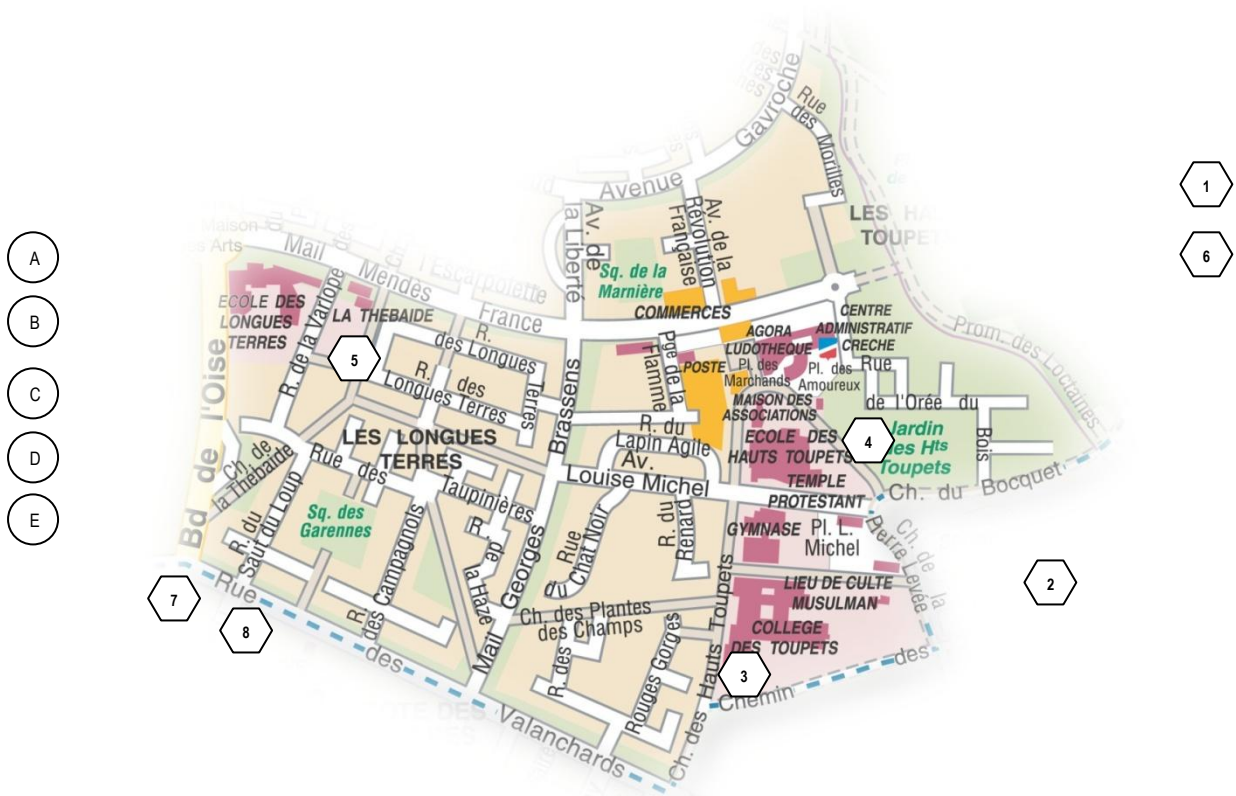 Avenue Gavroche
Rue
des Morilles
1
6
A
B
C
D
E
Av. de
la Liberté
Av. de la
Révolution
Française
Sq. de la
Marnière
COMMERCES
Mail Mendès France
Escarpolette
Maison
des Arts
ECOLE DES
LONGUES
TERRES
R. de la Varlope
LA THEBAIDE
5
R.
des Longues
Terres
R. des
Longues Terres
LES LONGUES
TERRES
CENTRE
ADMINISTRATIF
CRECHE
AGORA
LUDOTHEQUE
POSTE
Pl. des
Marchands
Pl. des
Amoureux
MAISON DES
ASSOCIATIONS
Pge de la
Flamme
R. du
Lapin Agile
Rue
de l'Orée du
Bois
Prom. des Loctaines
ECOLE DES
HAUTS TOUPETS
4
Jardin
des Hts
Toupets
Ch. du Bocquet
TEMPLE
PROTESTANT
Av.
Louise Michel
GYMNASE
Pl. L.
Michel
Ch. de la
Pierre Levée
LIEU DE CULTE
MUSULMAN
COLLEGE
DES TOUPETS
3
2
Bd de l'Oise
Ch. de
la Thébaïde
Rue des
Taupinières
Sq. des
Garennes
R. du
Saut du Loup
R.
des Campagnols
R. de
la Haze
Mail Georges Brassens
Rue
du Chat Noir
R. du
Renard
Ch. des Plantes
des Champs
R. des
Rouges Gorges
Ch. des Hauts Toupets
Chemin des
7
8
Rue des Valanchards